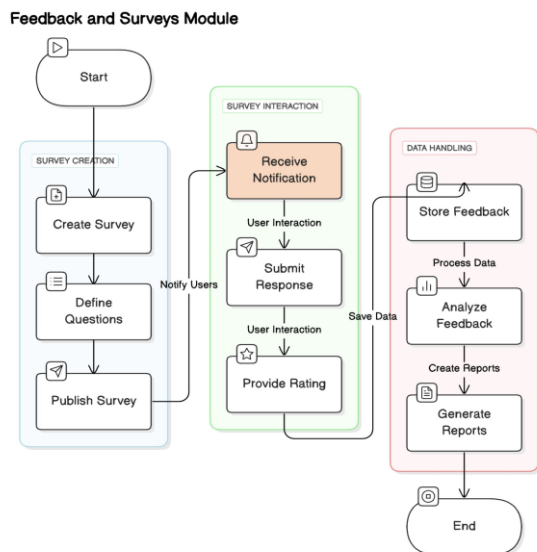 Feedback and Surveys Module
Start
SURVEY CREATION
Create Survey
Define
Questions
Publish Survey
Notify Users
SURVEY INTERACTION
Receive
Notification
User Interaction
Submit
Response
User Interaction
Provide Rating
Save Data
DATA HANDLING
Store Feedback
Process Data
Analyze
Feedback
Create Reports
Generate
Reports
End